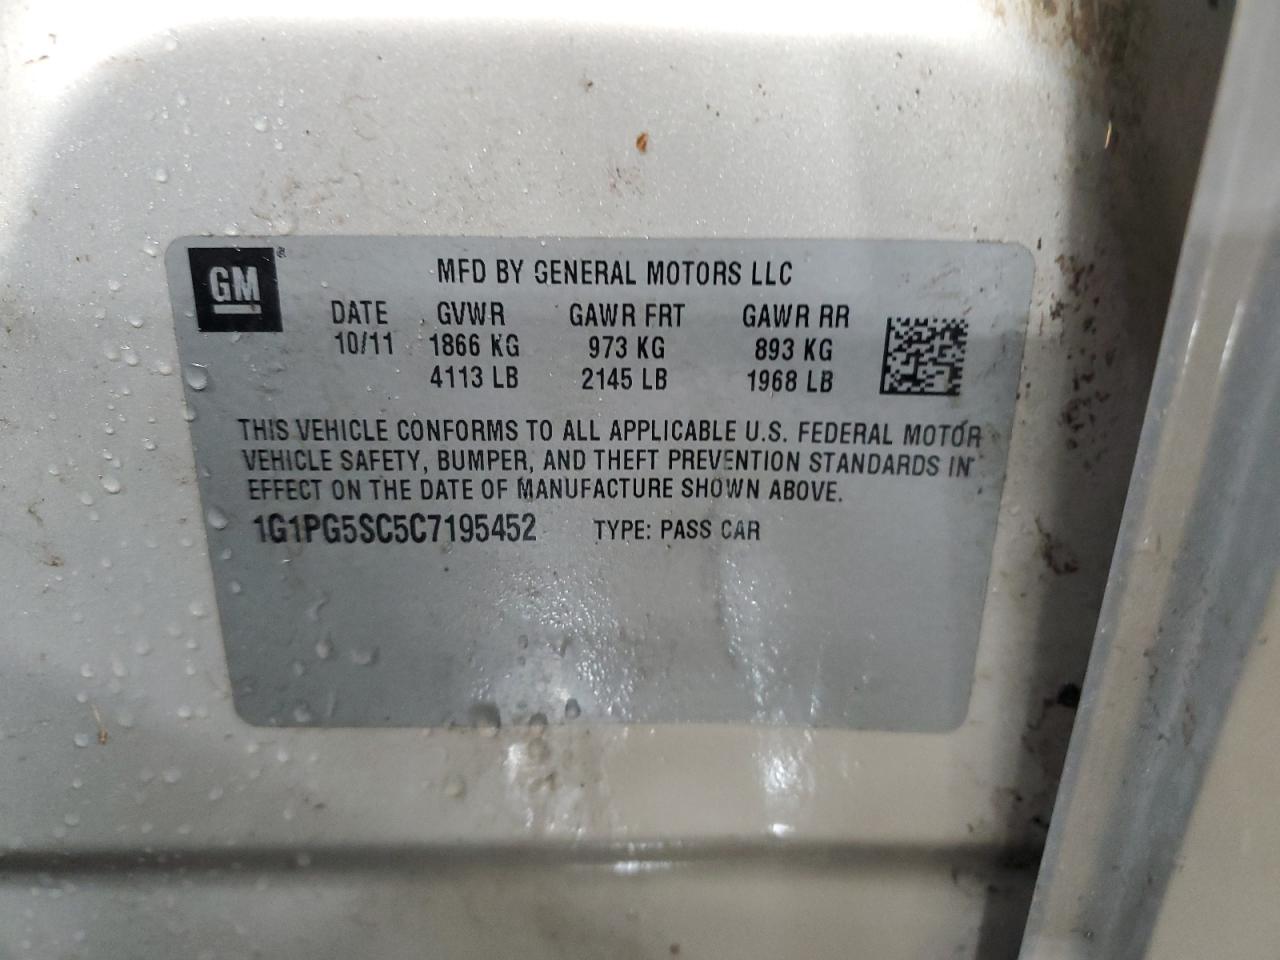 GM®
MFD BY GENERAL MOTORS LLC
DATE GVWR GAWR FRT GAWR RR
10/11 1866 KG 973 KG 893 KG
4113 LB 2145 LB 1968 LB
THIS VEHICLE CONFORMS TO ALL APPLICABLE U.S. FEDERAL MOTOR
VEHICLE SAFETY, BUMPER, AND THEFT PREVENTION STANDARDS IN
EFFECT ON THE DATE OF MANUFACTURE SHOWN ABOVE.
1G1PG5SC5C7195452 TYPE: PASS CAR